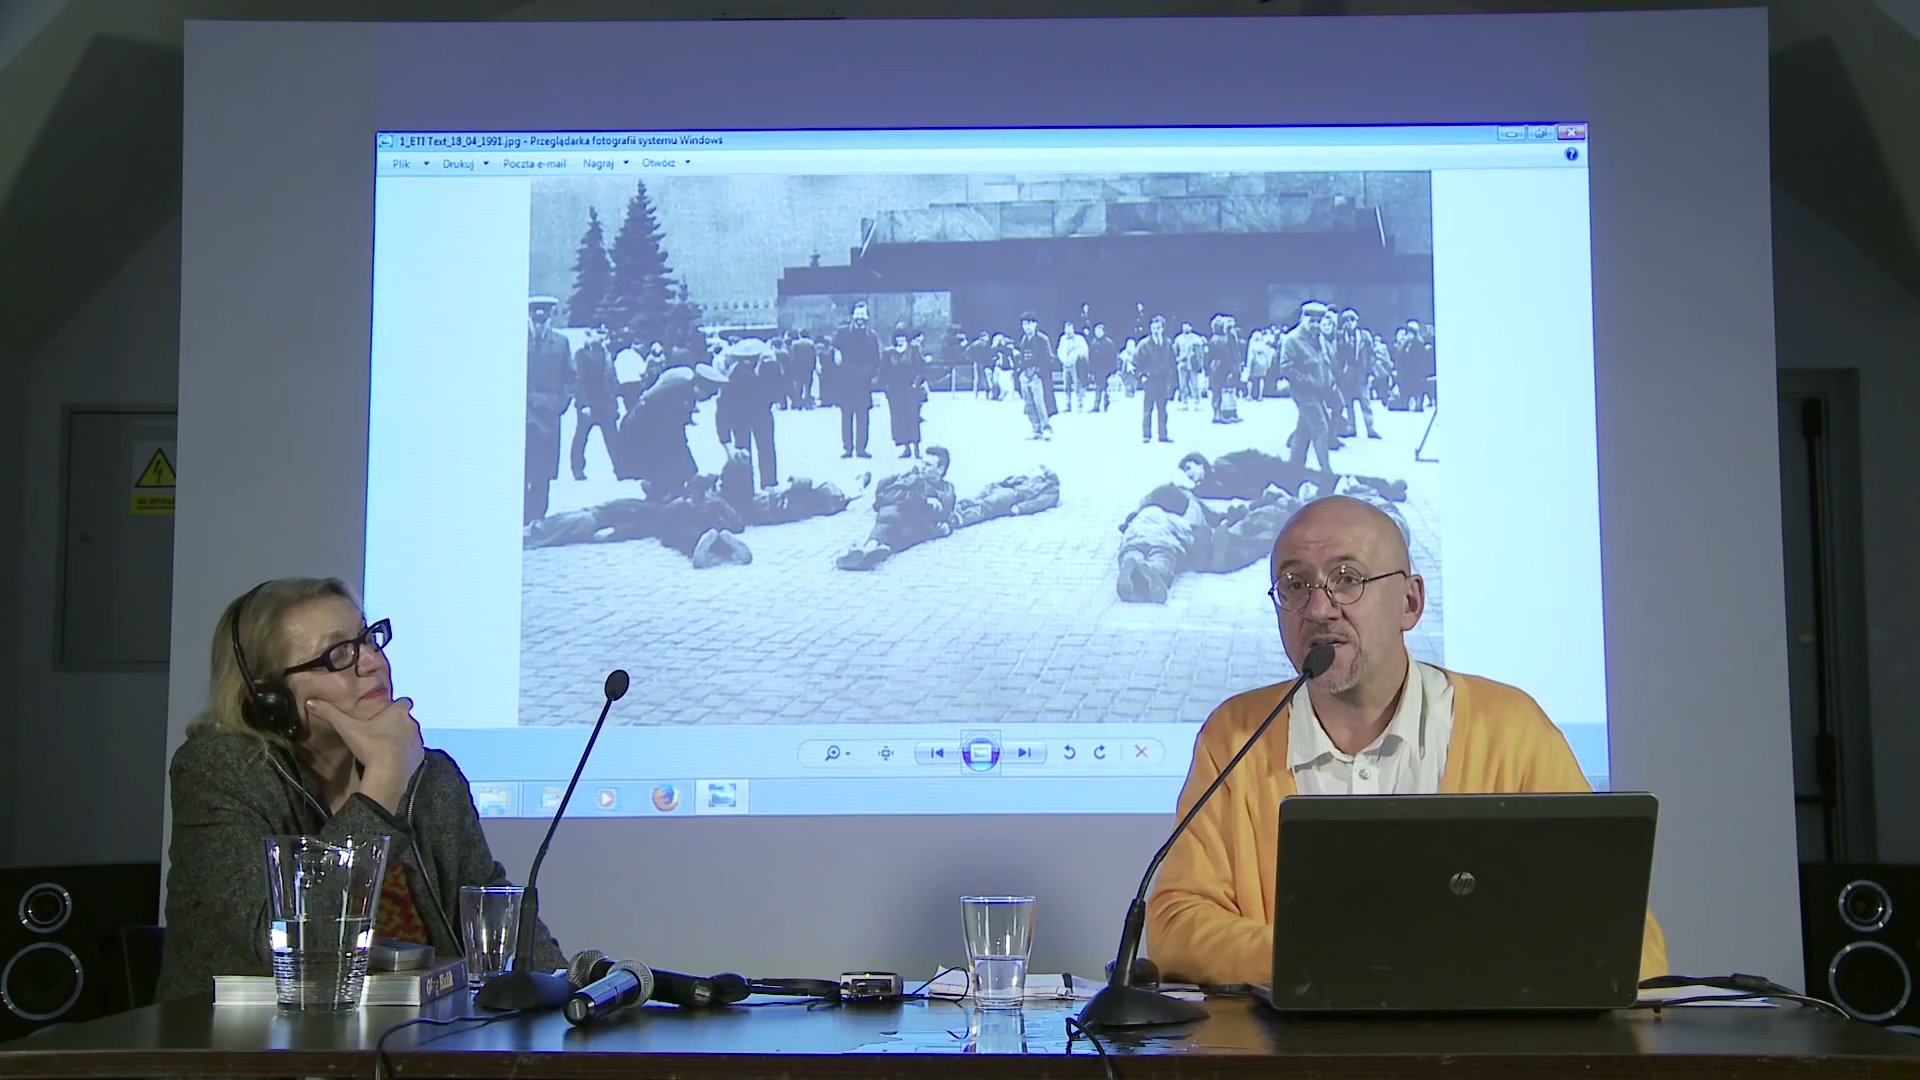 1_ETI Text_18_04_1991.jpg - Przeglądarka fotografii systemu Windows
Plik Drukuj Poczta e-mail Nagraj Otwórz
hp